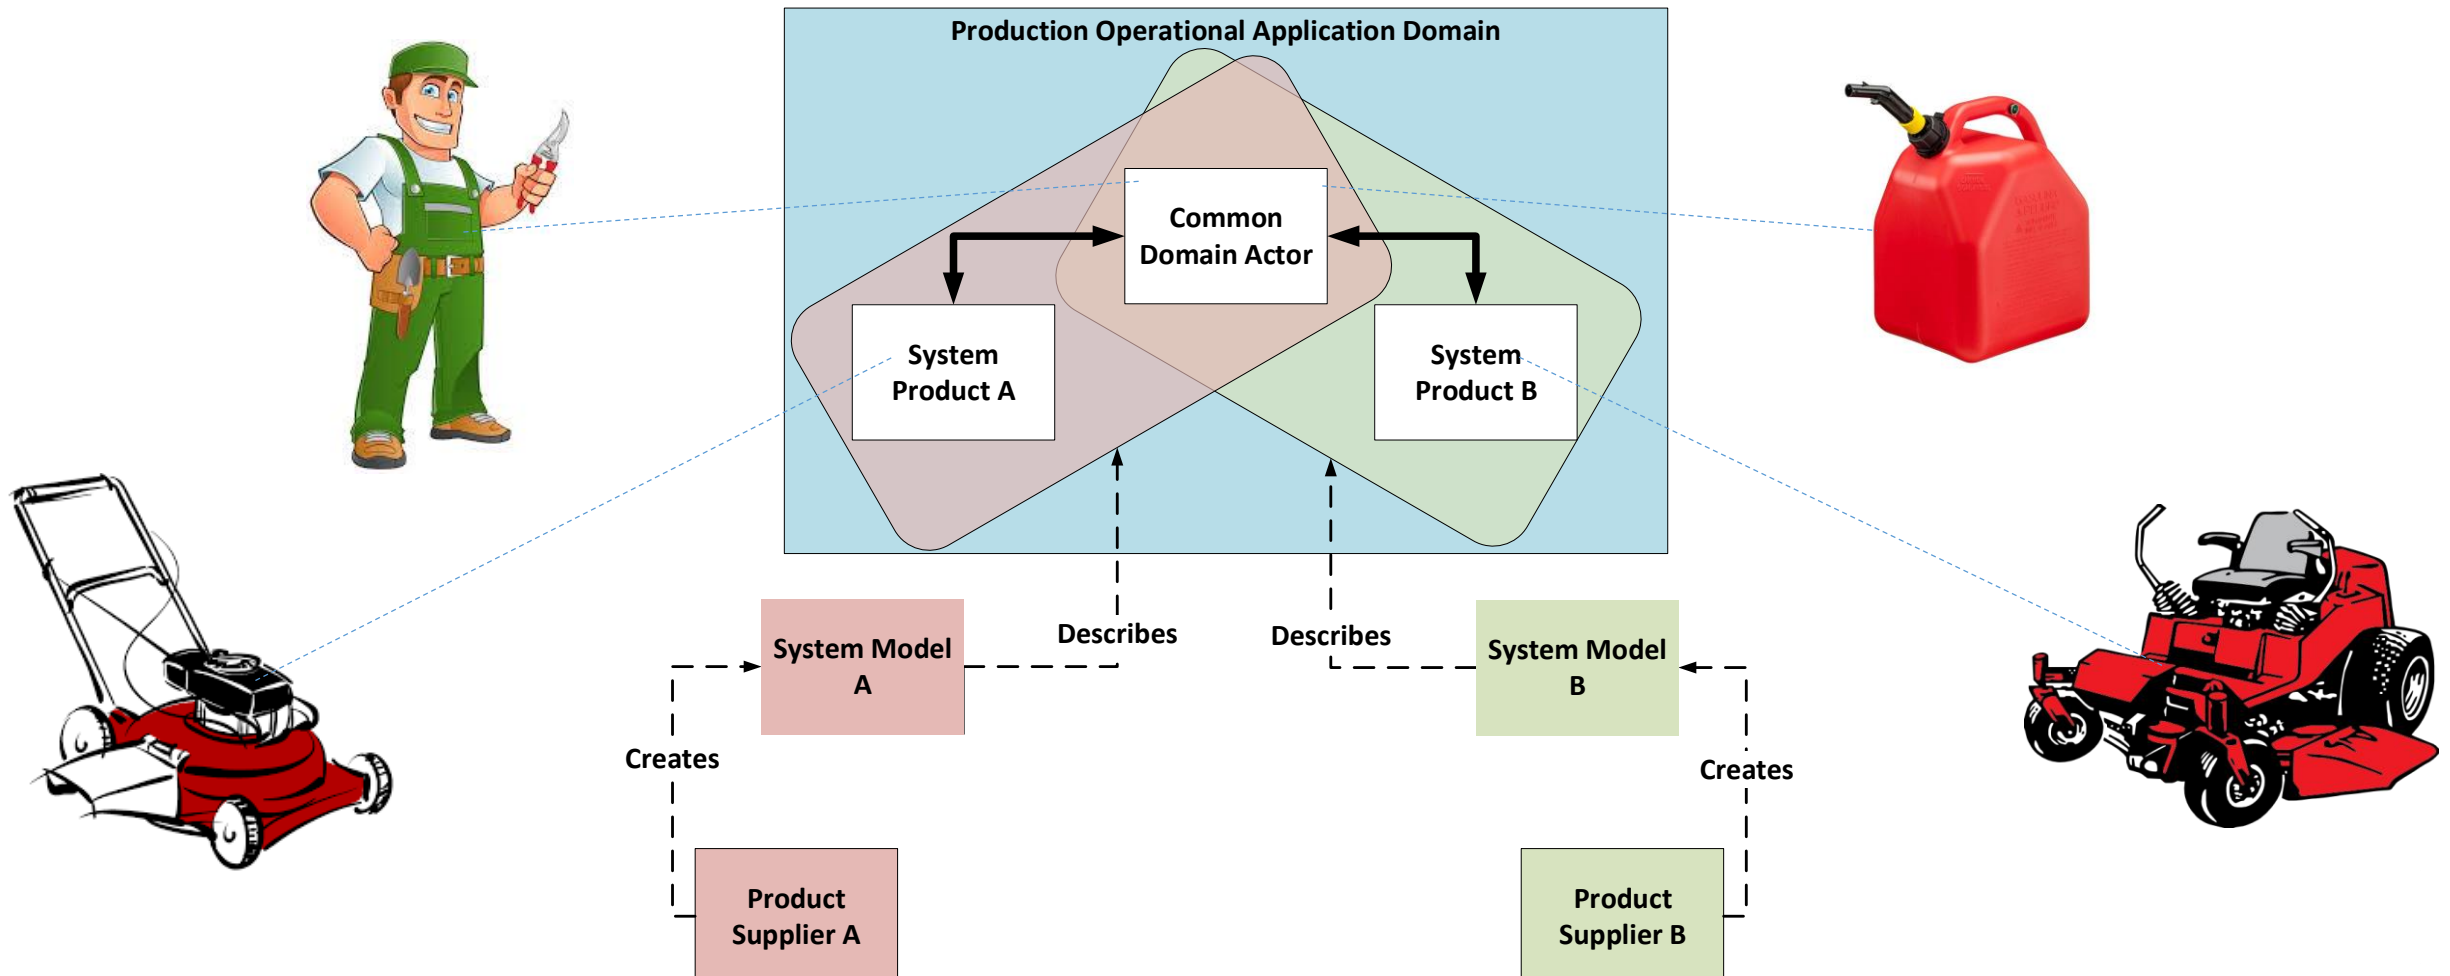 Production Operational Application Domain
Common
Domain Actor
System
Product A
System
Product B
System Model
A
Describes
Describes
System Model
B
Creates
Creates
Product
Supplier A
Product
Supplier B